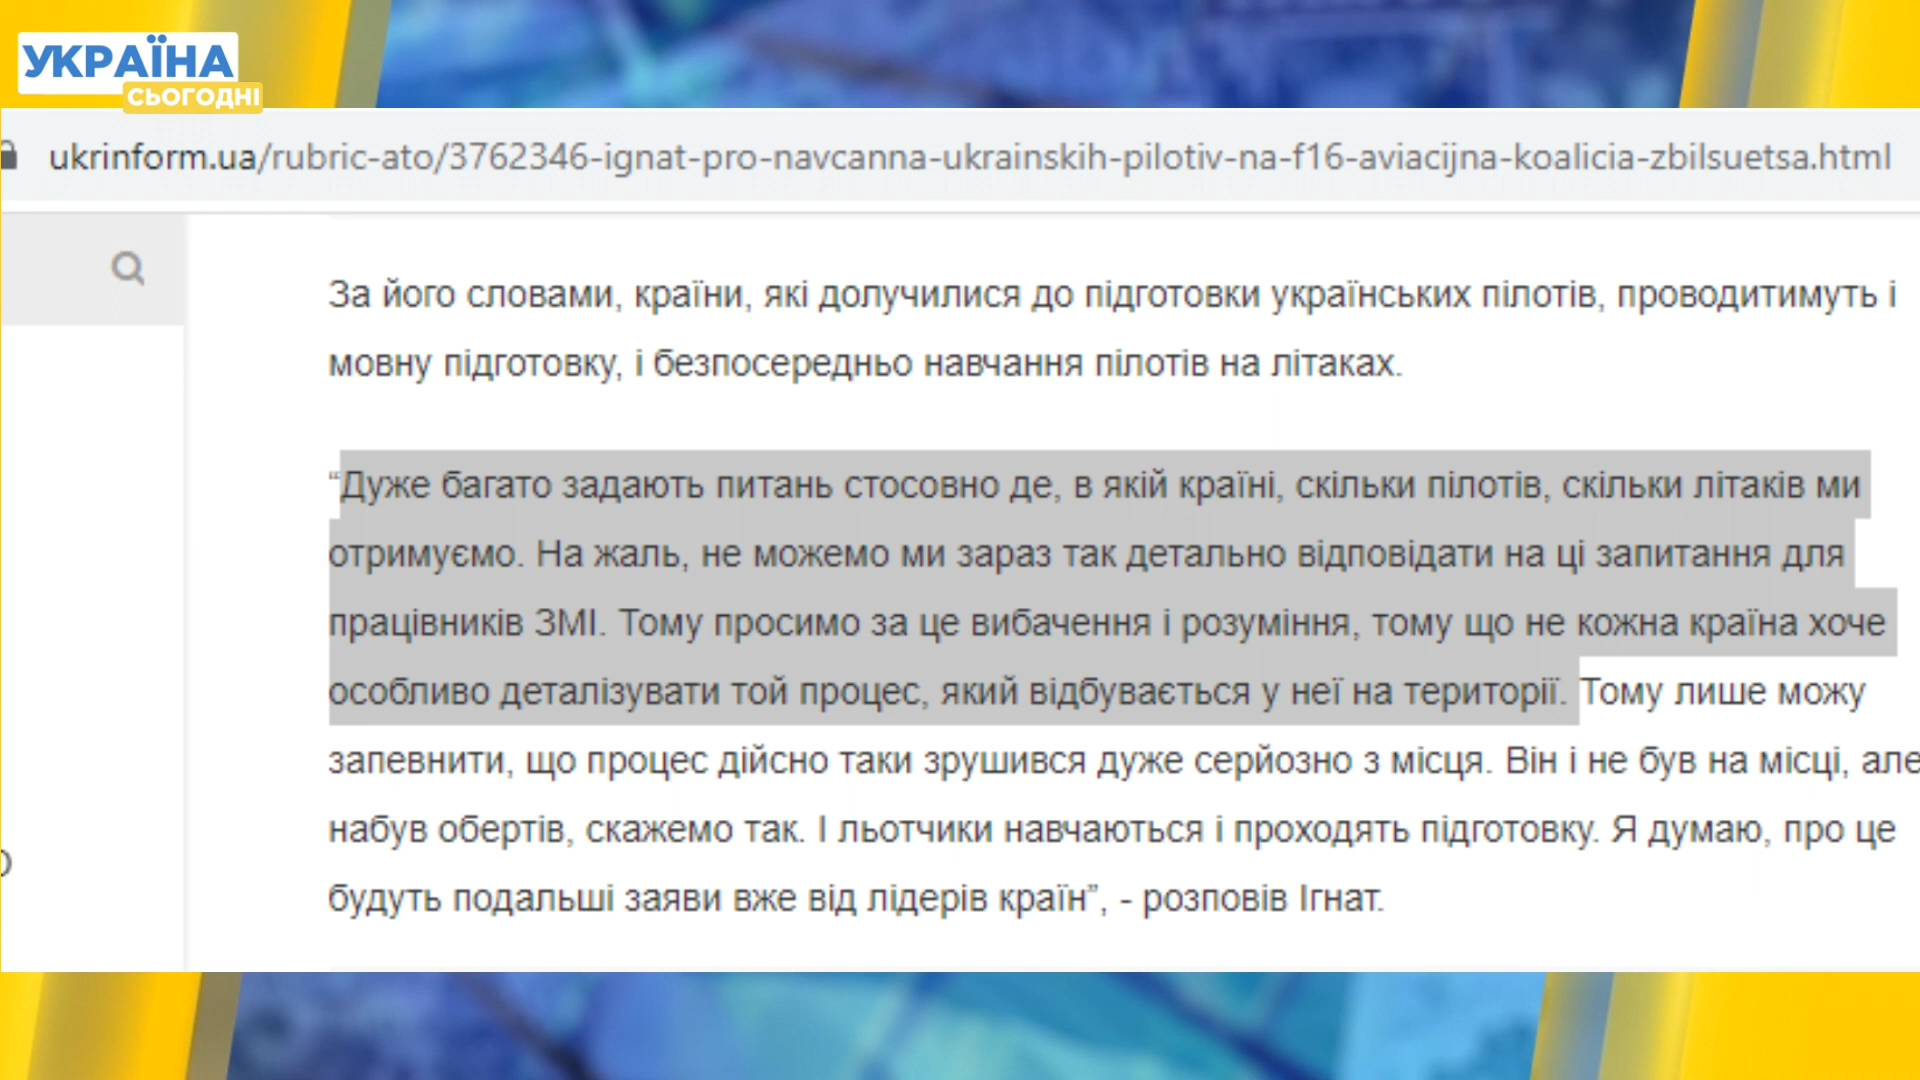 УКРАЇНА
СЬОГОДНІ
ukrinform.ua/rubric-ato/3762346-ignat-pro-navcanna-ukrainskih-pilotiv-na-f16-aviacijna-koalicia-zbilsuetsa.html
За його словами, країни, які долучилися до підготовки українських пілотів, проводитимуть і
мовну підготовку, і безпосередньо навчання пілотів на літаках.
“Дуже багато задають питань стосовно де, в якій країні, скільки пілотів, скільки літаків ми
отримуємо. На жаль, не можемо ми зараз так детально відповідати на ці запитання для
працівників ЗМІ. Тому просимо за це вибачення і розуміння, тому що не кожна країна хоче
особливо деталізувати той процес, який відбувається у неї на території. Тому лише можу
запевнити, що процес дійсно таки зрушився дуже серйозно з місця. Він і не був на місці, але
набув обертів, скажемо так. І льотчики навчаються і проходять підготовку. Я думаю, про це
будуть подальші заяви вже від лідерів країн”, - розповів Ігнат.